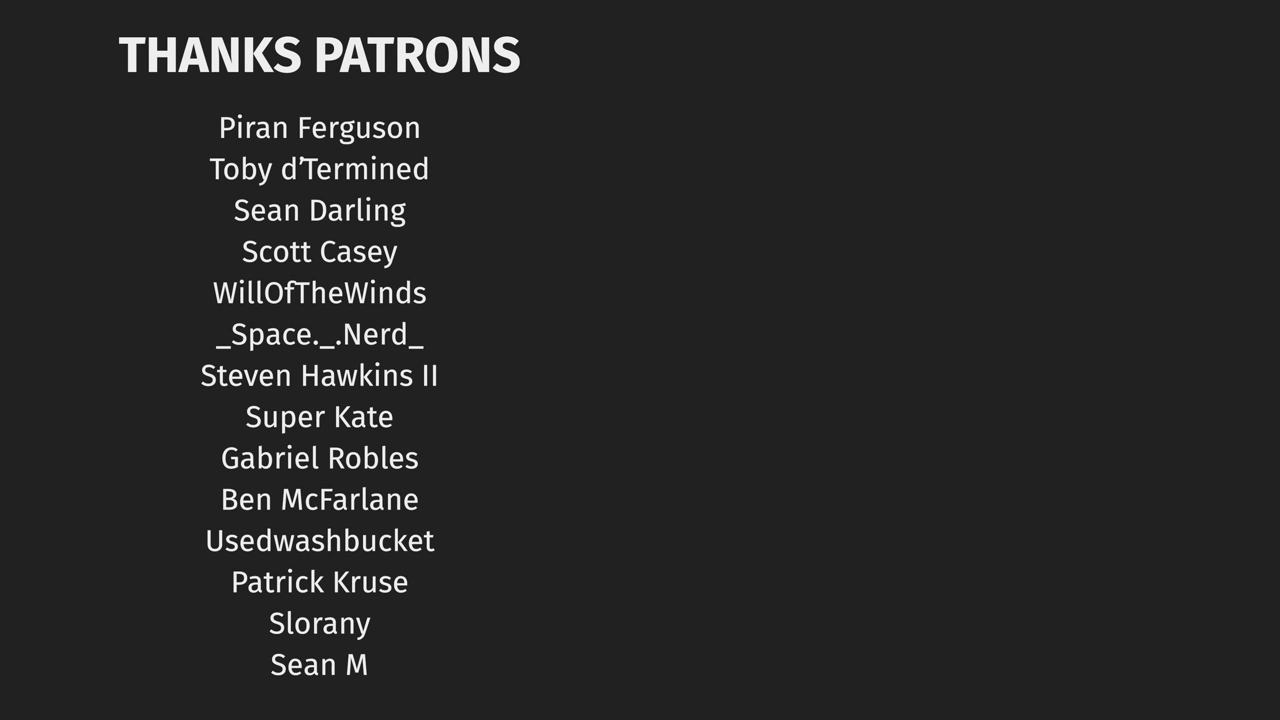 THANKS PATRONS
Piran Ferguson
Toby d’Termined
Sean Darling
Scott Casey
WillOfTheWinds
_Space._.Nerd_
Steven Hawkins II
Super Kate
Gabriel Robles
Ben McFarlane
Usedwashbucket
Patrick Kruse
Slorany
Sean M